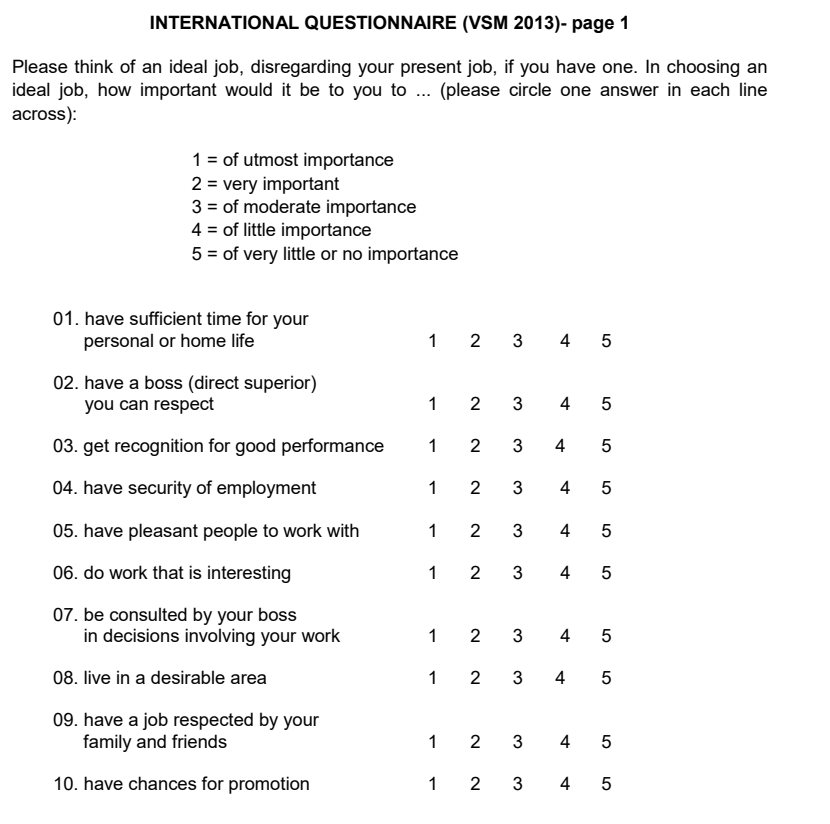 INTERNATIONAL QUESTIONNAIRE (VSM 2013)- page 1
Please think of an ideal job, disregarding your present job, if you have one. In choosing an
ideal job, how important would it be to you to ... (please circle one answer in each line
across):
1 = of utmost importance
2 = very important
3 = of moderate importance
4 = of little importance
5 = of very little or no importance
01. have sufficient time for your
personal or home life 1 2 3 4 5
02. have a boss (direct superior)
you can respect 1 2 3 4 5
03. get recognition for good performance 1 2 3 4 5
04. have security of employment 1 2 3 4 5
05. have pleasant people to work with 1 2 3 4 5
06. do work that is interesting 1 2 3 4 5
07. be consulted by your boss
in decisions involving your work 1 2 3 4 5
08. live in a desirable area 1 2 3 4 5
09. have a job respected by your
family and friends 1 2 3 4 5
10. have chances for promotion 1 2 3 4 5